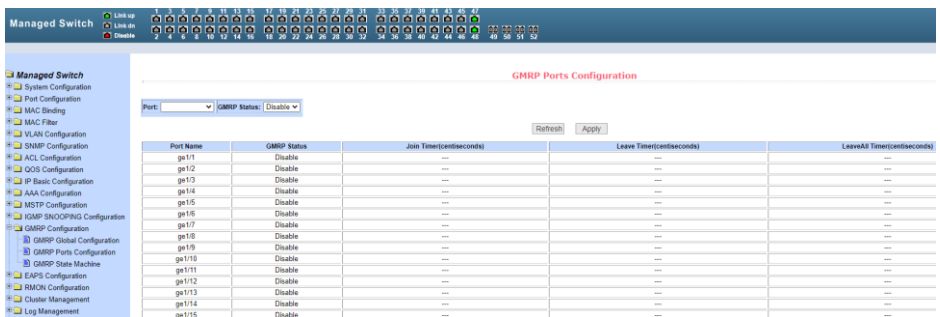 Managed Switch
Link up
Link dn
Disable
1 3 5 7 9 11 13 15 17 19 21 23 25 27 29 31 33 35 37 39 41 43 45 47
2 4 6 8 10 12 14 16 18 20 22 24 26 28 30 32 34 36 38 40 42 44 46 48 49 50 51 52
Managed Switch
System Configuration
Port Configuration
MAC Binding
MAC Filter
VLAN Configuration
SNMP Configuration
ACL Configuration
QOS Configuration
IP Basic Configuration
AAA Configuration
MSTP Configuration
IGMP SNOOPING Configuration
GMRP Configuration
GMRP Global Configuration
GMRP Ports Configuration
GMRP State Machine
EAPS Configuration
RMON Configuration
Cluster Management
Log Management
GMRP Ports Configuration
Port: GMRP Status: Disable
Refresh Apply
Port Name GMRP Status Join Timer(centiseconds) Leave Timer(centiseconds) LeaveAll Timer(centiseconds)
ge1/1 Disable --- --- ---
ge1/2 Disable --- --- ---
ge1/3 Disable --- --- ---
ge1/4 Disable --- --- ---
ge1/5 Disable --- --- ---
ge1/6 Disable --- --- ---
ge1/7 Disable --- --- ---
ge1/8 Disable --- --- ---
ge1/9 Disable --- --- ---
ge1/10 Disable --- --- ---
ge1/11 Disable --- --- ---
ge1/12 Disable --- --- ---
ge1/13 Disable --- --- ---
ge1/14 Disable --- --- ---
ge1/15 Disable --- --- ---